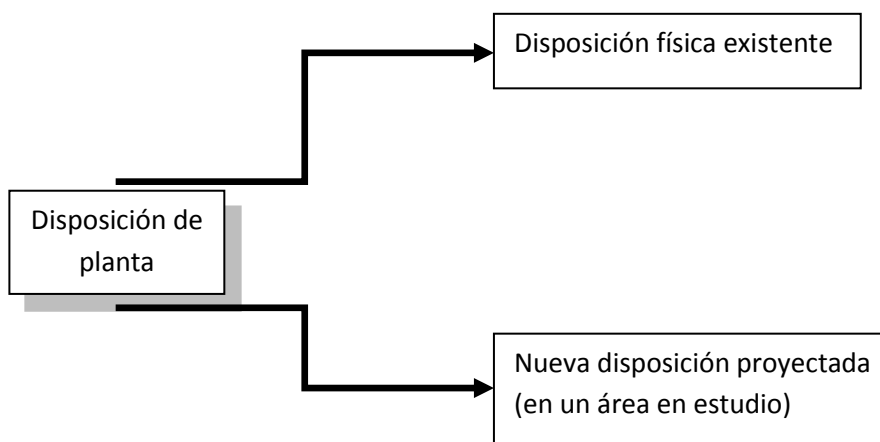 Disposición física existente
Disposición de
planta
Nueva disposición proyectada
(en un área en estudio)